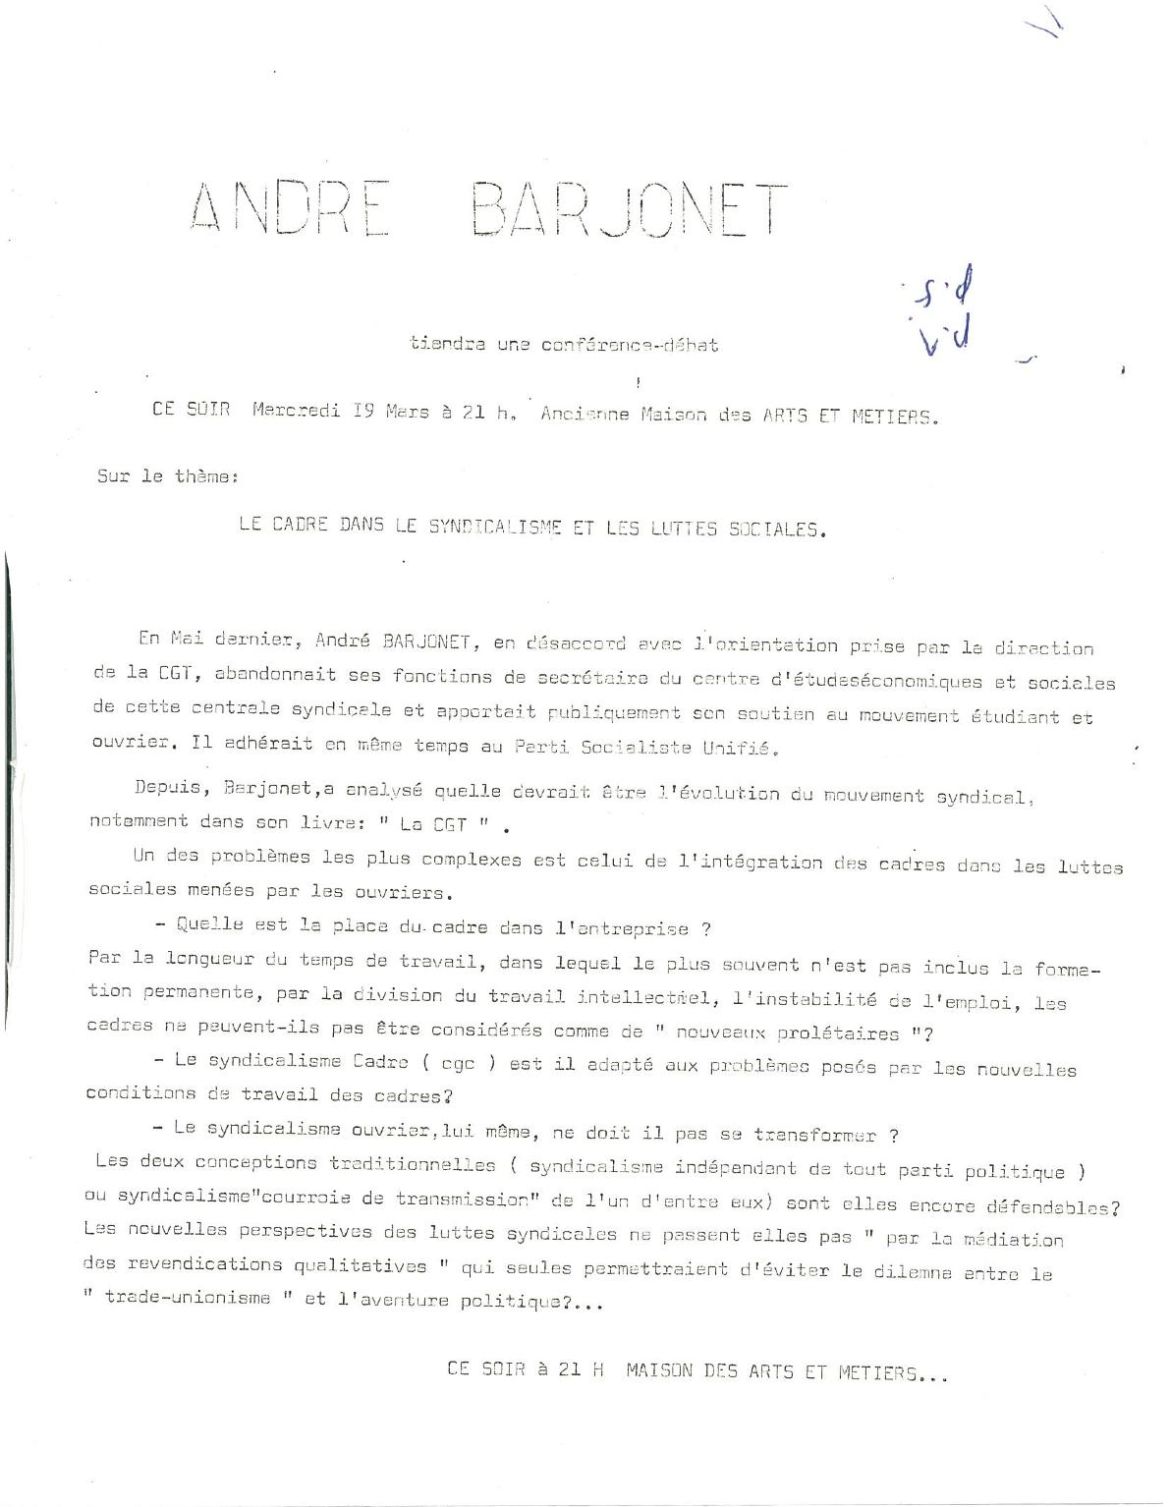 ANDRE BARJONET
s.d
v.d
tiendra une conférence-débat
!
CE SOIR Mercredi I9 Mars à 21 h. Ancienne Maison des ARTS ET METIERS.
Sur le thème:
LE CADRE DANS LE SYNDICALISME ET LES LUTTES SOCIALES.
En Mai dernier, André BARJONET, en désaccord avec l'orientation prise par la direction
de la CGT, abandonnait ses fonctions de secrétaire du centre d'étudeséconomiques et sociales
de cette centrale syndicale et apportait publiquement son soutien au mouvement étudiant et
ouvrier. Il adhérait en même temps au Parti Socialiste Unifié.
Depuis, Barjonet,a analysé quelle devrait être l'évolution du mouvement syndical,
notamment dans son livre: " La CGT " .
Un des problèmes les plus complexes est celui de l'intégration des cadres dans les luttes
sociales menées par les ouvriers.
- Quelle est la place du cadre dans l'entreprise ?
Par la longueur du temps de travail, dans lequel le plus souvent n'est pas inclus la forma-
tion permanente, par la division du travail intellectuel, l'instabilité de l'emploi, les
cadres ne peuvent-ils pas être considérés comme de " nouveaux prolétaires "?
- Le syndicalisme Cadre ( cgc ) est il adapté aux problèmes posés par les nouvelles
conditions de travail des cadres?
- Le syndicalisme ouvrier,lui même, ne doit il pas se transformer ?
Les deux conceptions traditionnelles ( syndicalisme indépendant de tout parti politique )
ou syndicalisme"courroie de transmission" de l'un d'entre eux) sont elles encore défendables?
Les nouvelles perspectives des luttes syndicales ne passent elles pas " par la médiation
des revendications qualitatives " qui seules permettraient d'éviter le dilemne entre le
" trade-unionisme " et l'aventure politique?...
CE SOIR à 21 H MAISON DES ARTS ET METIERS...